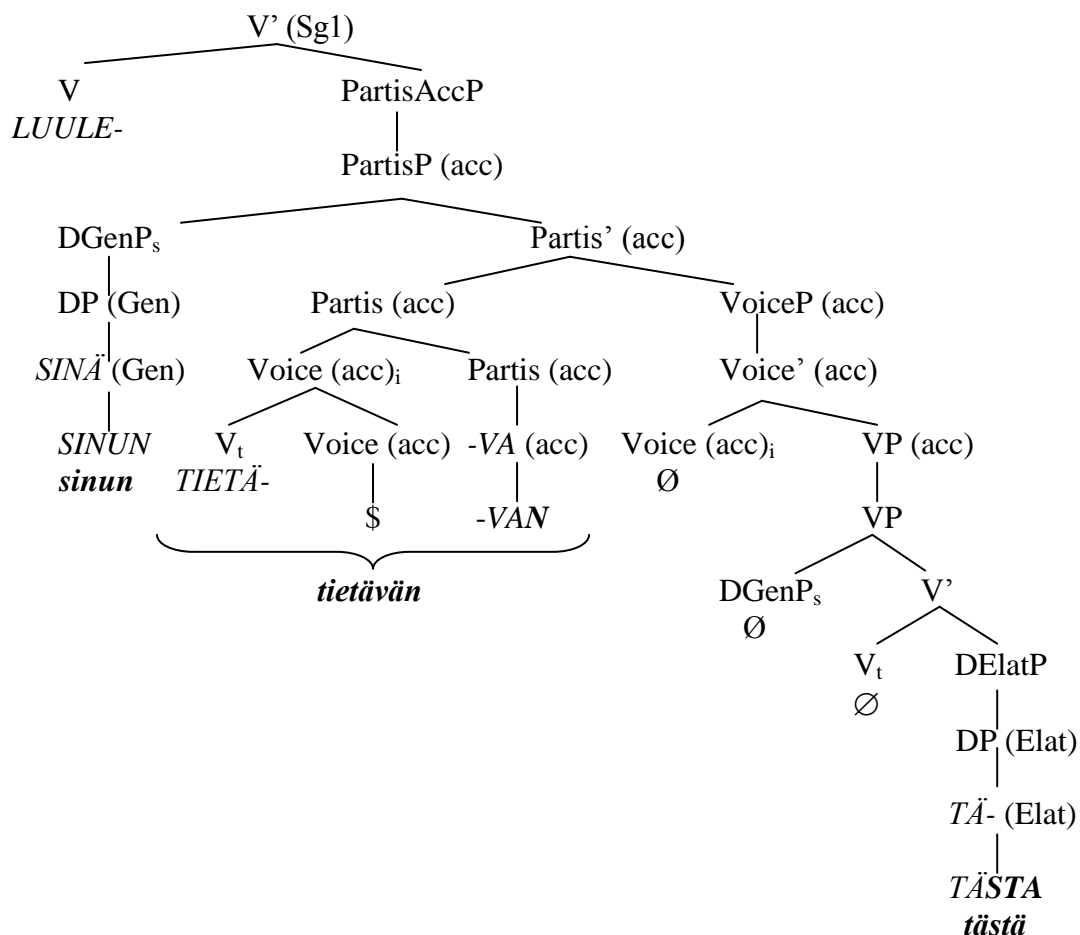 V’ (Sg1)
V PartisAccP
LUULE-
PartisP (acc)
DGenPs Partis’ (acc)
DP (Gen) Partis (acc) VoiceP (acc)
SINÄ (Gen) Voice (acc)i Partis (acc) Voice’ (acc)
SINUN Vt Voice (acc) -VA (acc) Voice (acc)i VP (acc)
sinun TIETÄ- Ø
$ -VAN VP
tietävän DGenPs V’
Ø
Vt DElatP
∅
DP (Elat)
TÄ- (Elat)
TÄSTA
tästä